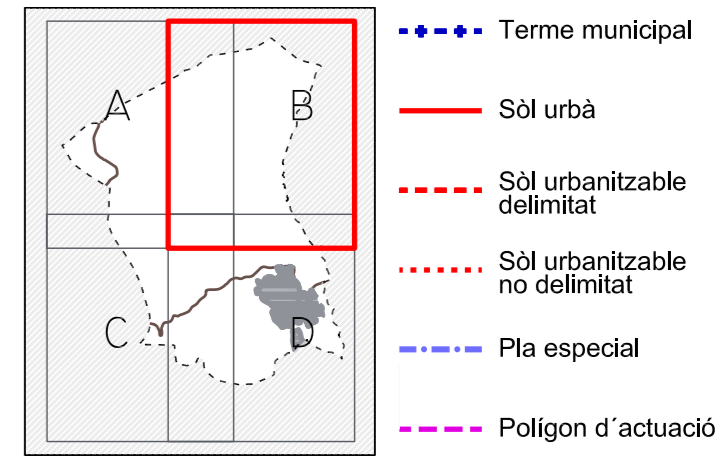 A
B
C
D
Terme municipal
Sòl urbà
Sòl urbanitzable
delimitat
Sòl urbanitzable
no delimitat
Pla especial
Polígon d´actuació